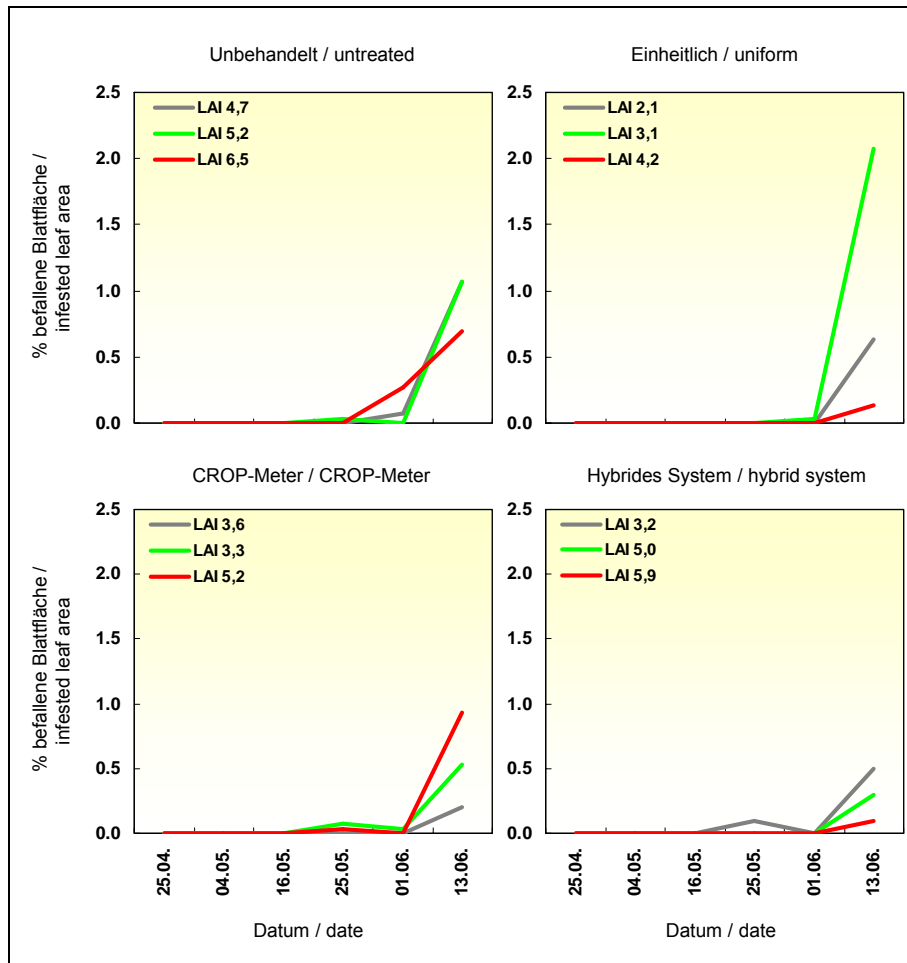 Unbehandelt / untreated
Einheitlich / uniform
% befallene Blattfläche /
infested leaf area
2.5
2.0
1.5
1.0
0.5
0.0
LAI 4,7
LAI 5,2
LAI 6,5
2.5
2.0
1.5
1.0
0.5
0.0
LAI 2,1
LAI 3,1
LAI 4,2
CROP-Meter / CROP-Meter
Hybrides System / hybrid system
% befallene Blattfläche /
infested leaf area
2.5
2.0
1.5
1.0
0.5
0.0
LAI 3,6
LAI 3,3
LAI 5,2
25.04.
04.05.
16.05.
25.05.
01.06.
13.06.
Datum / date
2.5
2.0
1.5
1.0
0.5
0.0
LAI 3,2
LAI 5,0
LAI 5,9
25.04.
04.05.
16.05.
25.05.
01.06.
13.06.
Datum / date